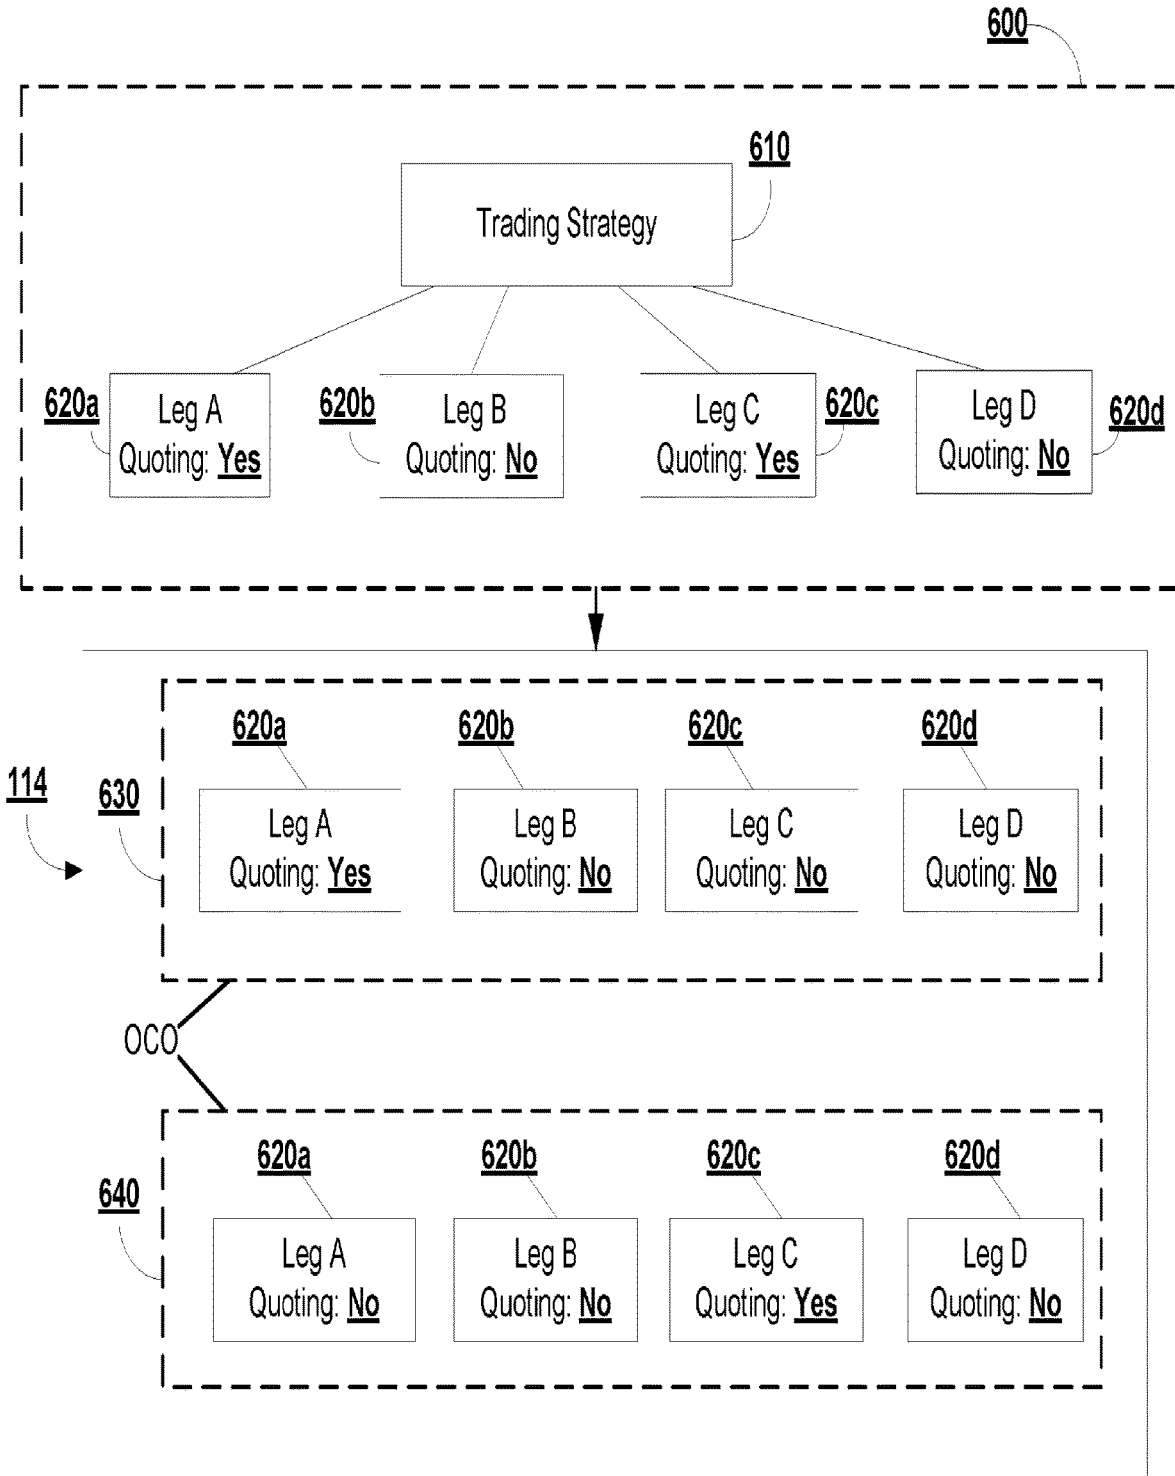 600
610
Trading Strategy
620a
Leg A
Quoting: Yes
620b
Leg B
Quoting: No
Leg C
Quoting: Yes
620c
Leg D
Quoting: No
620d
114
630
620a
620b
620c
620d
Leg A
Quoting: Yes
Leg B
Quoting: No
Leg C
Quoting: No
Leg D
Quoting: No
OCO
640
620a
620b
620c
620d
Leg A
Quoting: No
Leg B
Quoting: No
Leg C
Quoting: Yes
Leg D
Quoting: No